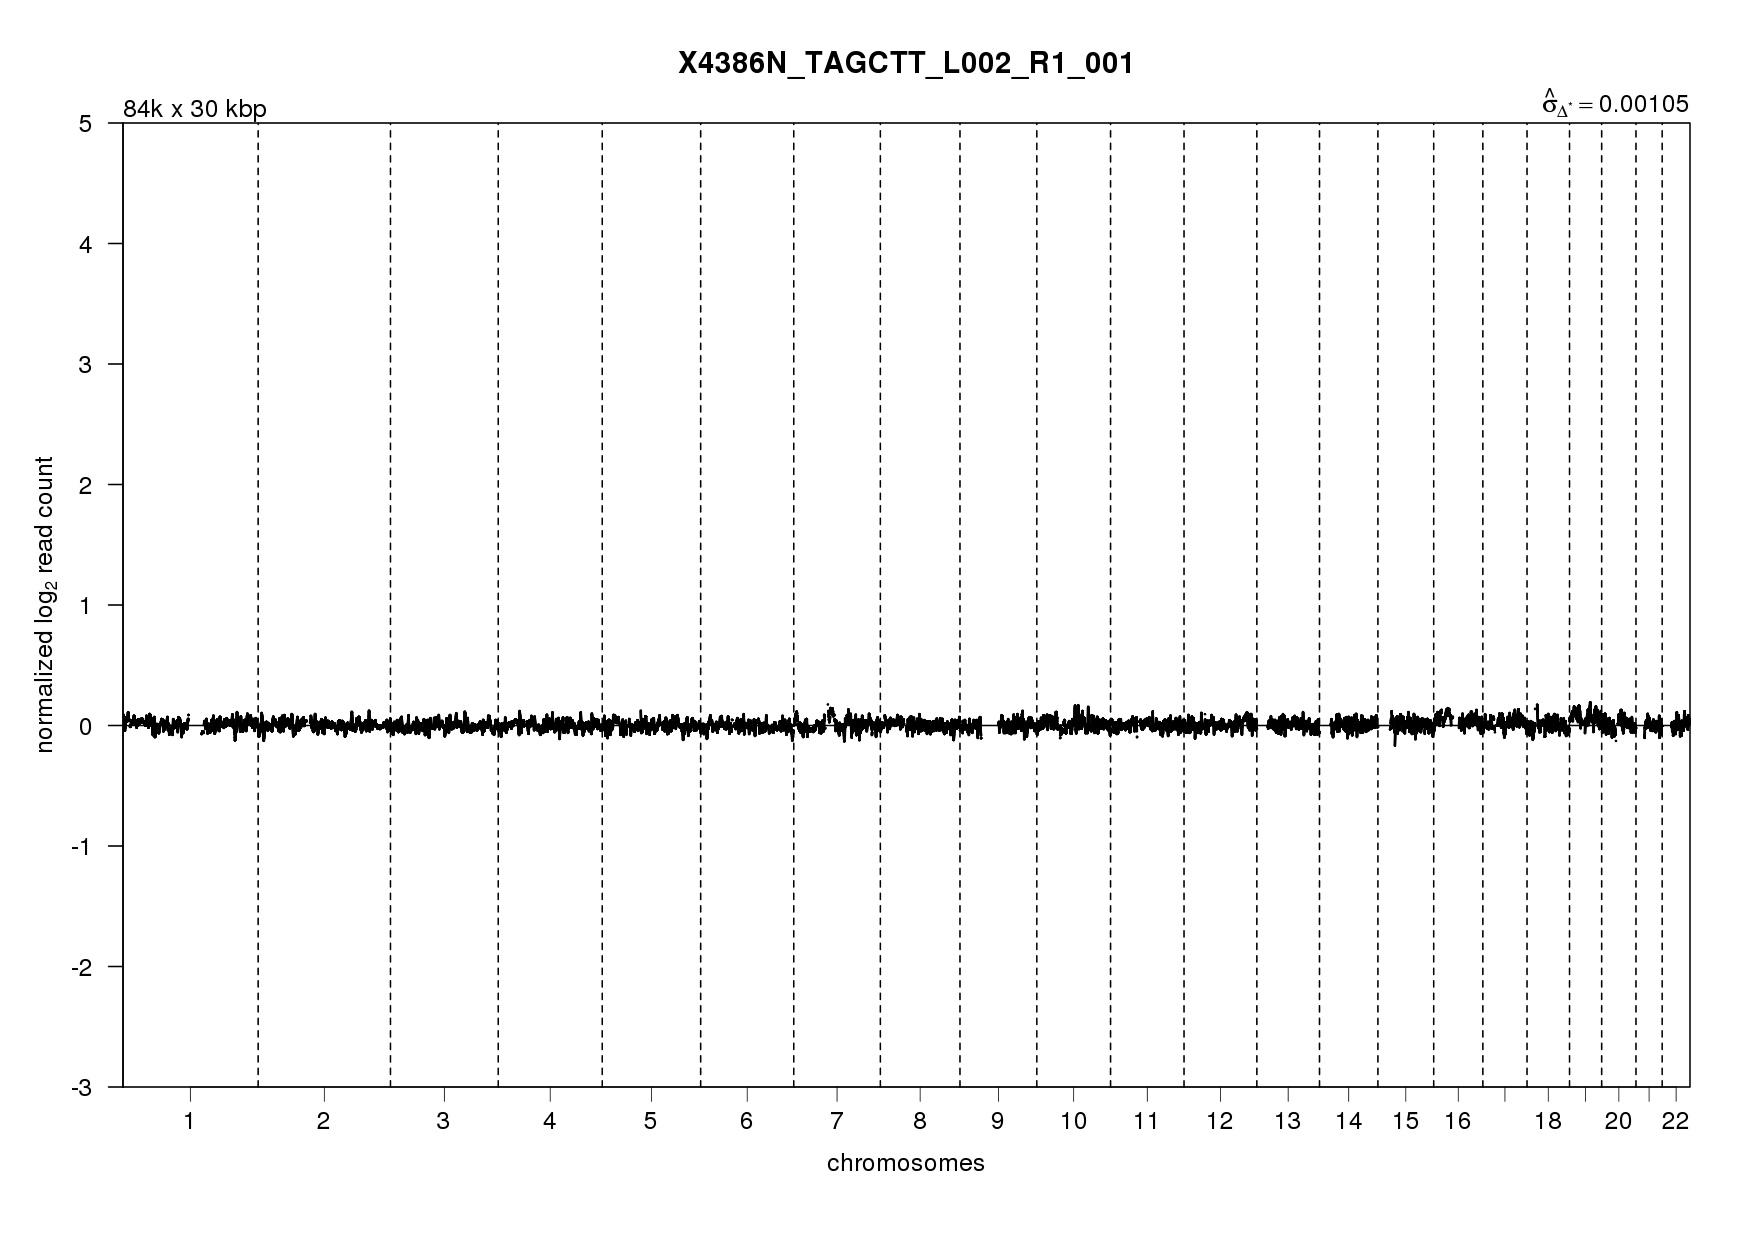 X4386N_TAGCTT_L002_R1_001
84k x 30 kbp
σ̂Δ* = 0.00105
normalized log₂ read count
5
4
3
2
1
0
-1
-2
-3
1 2 3 4 5 6 7 8 9 10 11 12 13 14 15 16 18 20 22
chromosomes